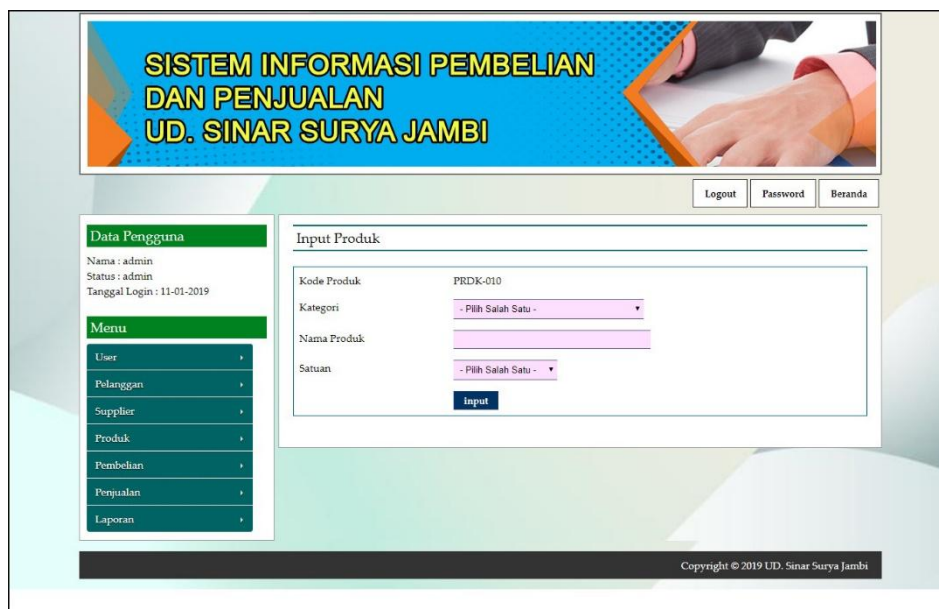 SISTEM INFORMASI PEMBELIAN
DAN PENJUALAN
UD. SINAR SURYA JAMBI
Logout
Password
Beranda
Data Pengguna
Nama : admin
Status : admin
Tanggal Login : 11-01-2019
Menu
User
Pelanggan
Supplier
Produk
Pembelian
Penjualan
Laporan
Input Produk
Kode Produk PRDK-010
Kategori - Pilih Salah Satu -
Nama Produk
Satuan - Pilih Salah Satu -
input
Copyright © 2019 UD. Sinar Surya Jambi